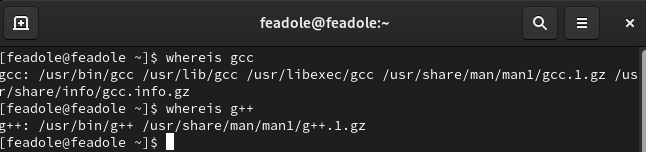 feadole@feadole:~
[feadole@feadole ~]$ whereis gcc
gcc: /usr/bin/gcc /usr/lib/gcc /usr/libexec/gcc /usr/share/man/man1/gcc.1.gz /us
r/share/info/gcc.info.gz
[feadole@feadole ~]$ whereis g++
g++: /usr/bin/g++ /usr/share/man/man1/g++.1.gz
[feadole@feadole ~]$